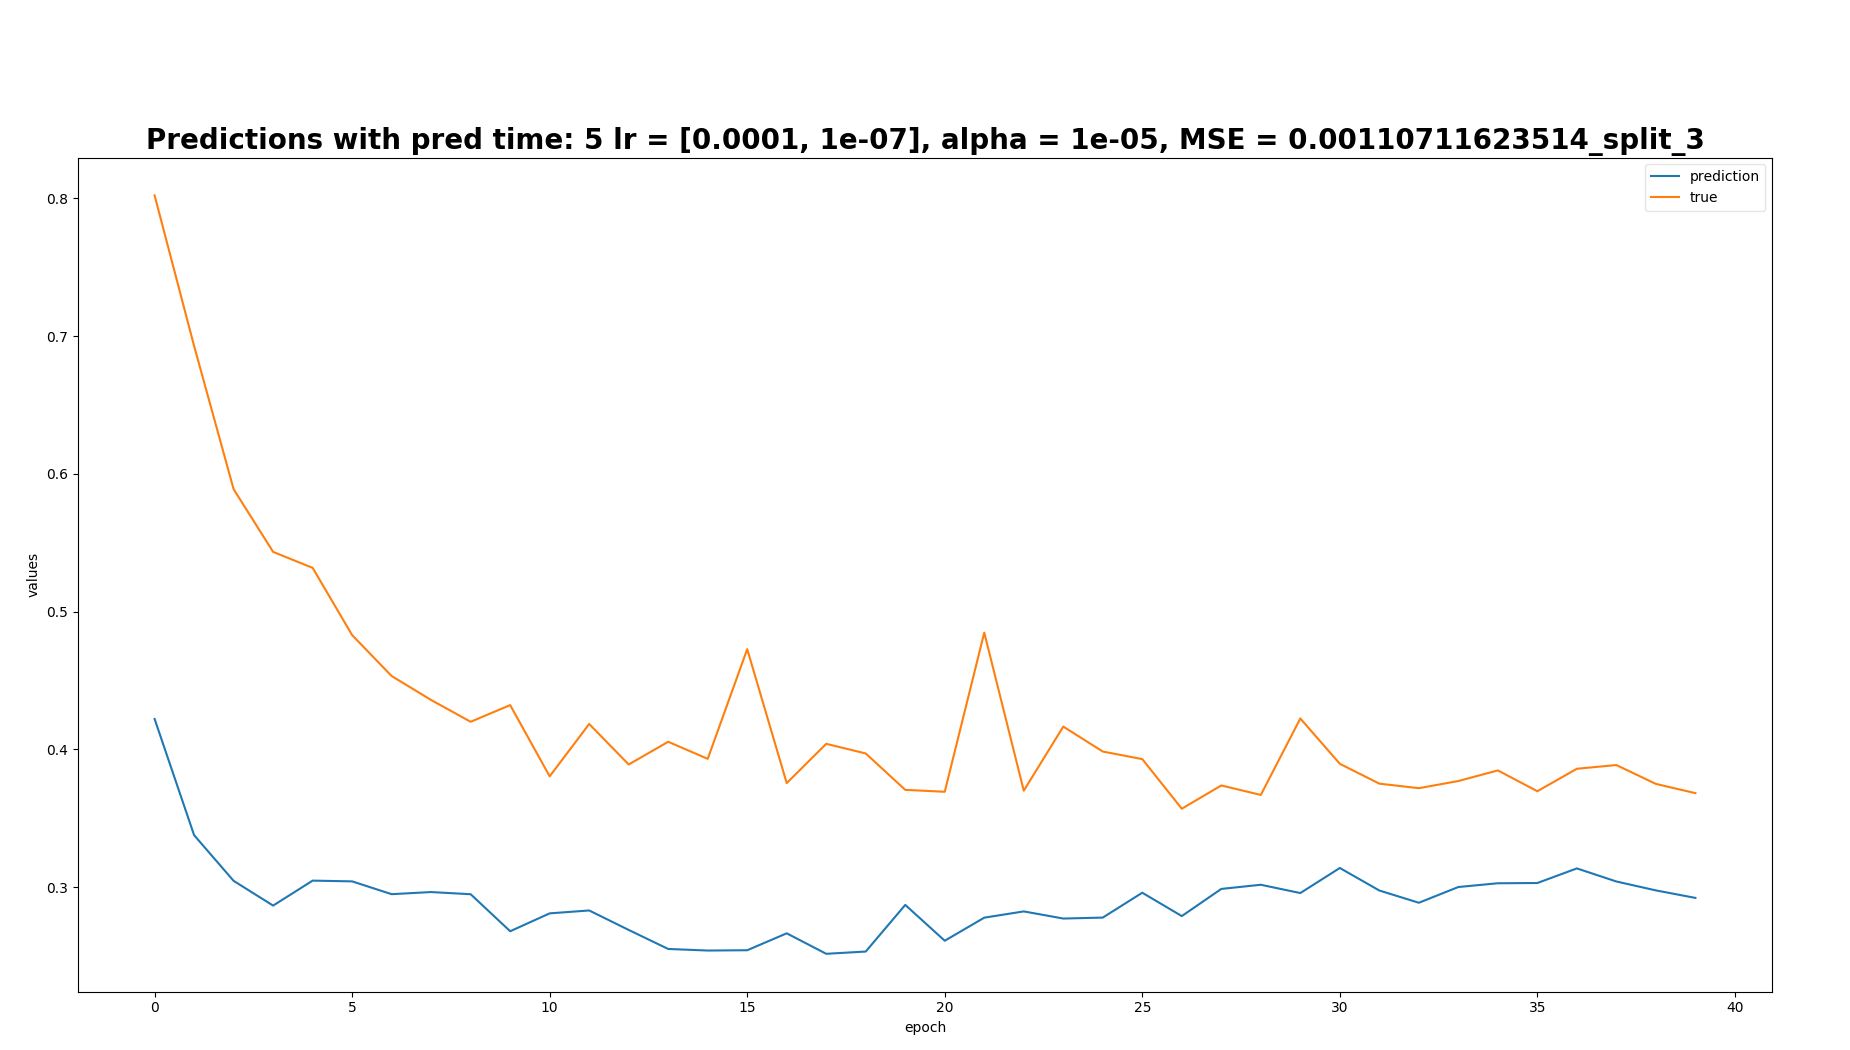 Predictions with pred time: 5 lr = [0.0001, 1e-07], alpha = 1e-05, MSE = 0.00110711623514_split_3
prediction
true
0.8
0.7
0.6
0.5
0.4
0.3
values
0 5 10 15 20 25 30 35 40
epoch